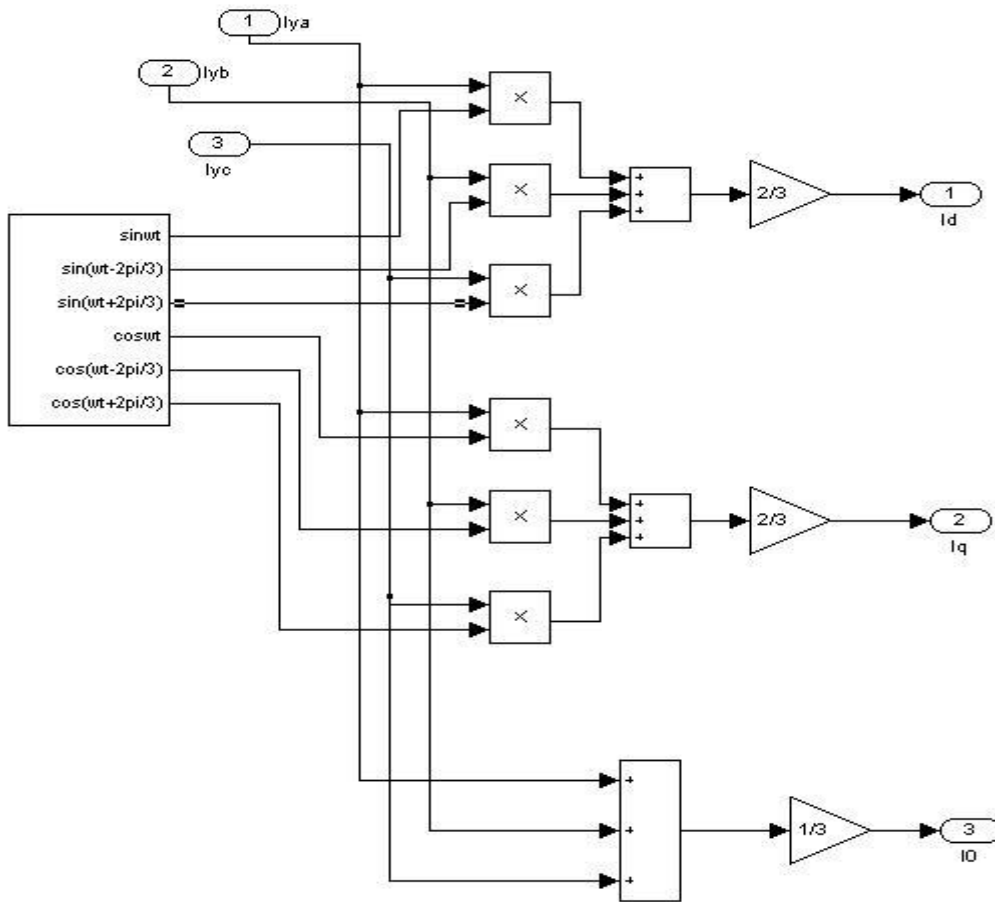 1
Iya
2
Iyb
3
Iyc
sinwt
sin(wt-2pi/3)
sin(wt+2pi/3)
coswt
cos(wt-2pi/3)
cos(wt+2pi/3)
×
×
×
+
+
+
2/3
1
Id
×
×
×
+
+
+
2/3
2
Iq
+
+
+
1/3
3
I0